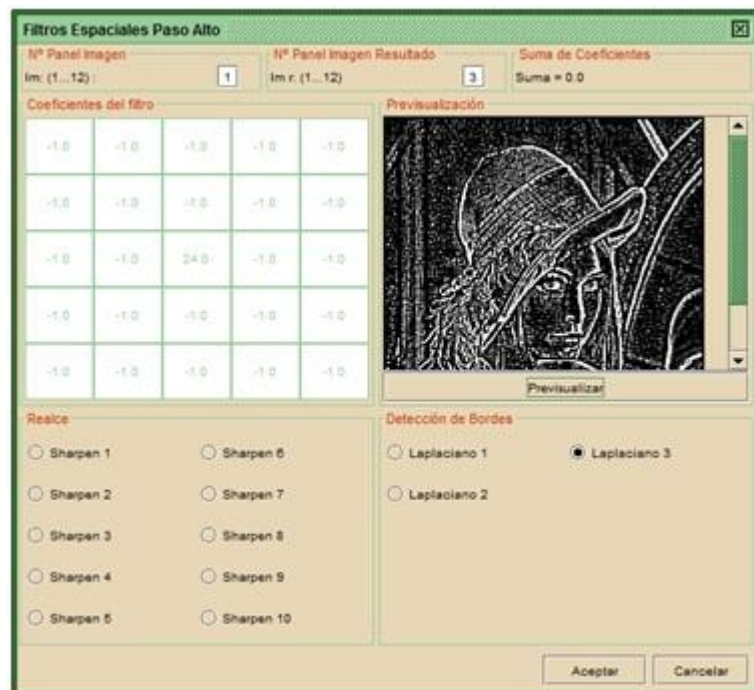 Filtros Espaciales Paso Alto
Nº Panel Imagen
Im: (1...12) : 1
Nº Panel Imagen Resultado
Im r: (1...12) 3
Suma de Coeficientes
Suma = 0.0
Coeficientes del filtro
-1.0 -1.0 -1.0 -1.0 -1.0
-1.0 -1.0 -1.0 -1.0 -1.0
-1.0 -1.0 24.0 -1.0 -1.0
-1.0 -1.0 -1.0 -1.0 -1.0
-1.0 -1.0 -1.0 -1.0 -1.0
Previsualización
Previsualizar
Realce
Sharpen 1 Sharpen 6
Sharpen 2 Sharpen 7
Sharpen 3 Sharpen 8
Sharpen 4 Sharpen 9
Sharpen 5 Sharpen 10
Detección de Bordes
Laplaciano 1 Laplaciano 3
Laplaciano 2
Aceptar Cancelar